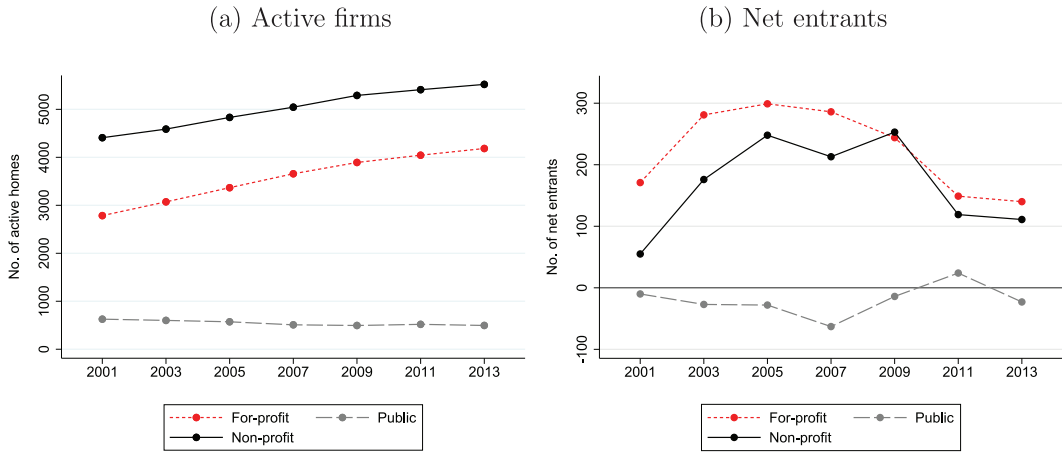 (a) Active firms
No. of active homes
5000
4000
3000
2000
1000
0
2001 2003 2005 2007 2009 2011 2013
For-profit Public
Non-profit
(b) Net entrants
No. of net entrants
300
200
100
0
-100
2001 2003 2005 2007 2009 2011 2013
For-profit Public
Non-profit